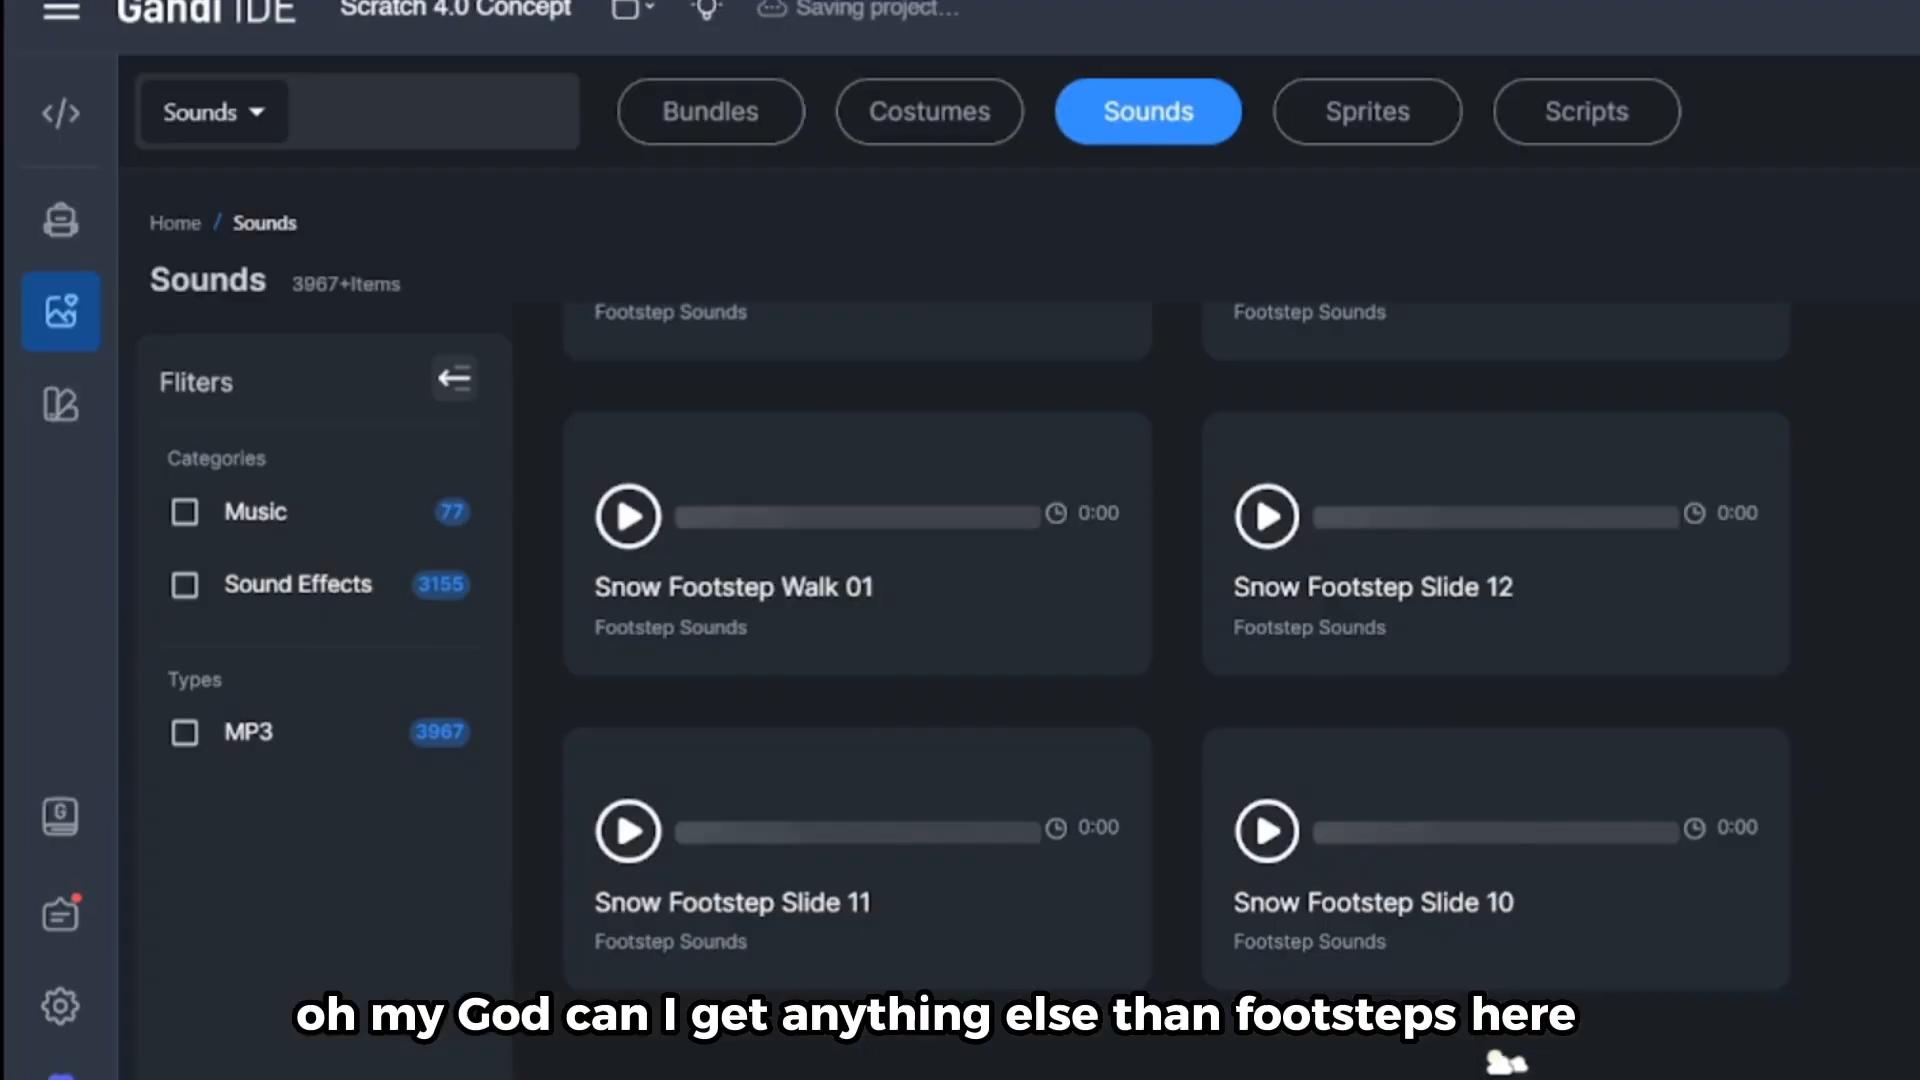 Gandi IDE Scratch 4.0 Concept Saving project...
Sounds Bundles Costumes Sounds Sprites Scripts
Home / Sounds
Sounds 3967+Items
Footstep Sounds Footstep Sounds
Fliters
Categories
Music 77
Sound Effects 3155
Types
MP3 3967
0:00 0:00
Snow Footstep Walk 01 Snow Footstep Slide 12
Footstep Sounds Footstep Sounds
0:00 0:00
Snow Footstep Slide 11 Snow Footstep Slide 10
Footstep Sounds Footstep Sounds
G
oh my God can I get anything else than footsteps here